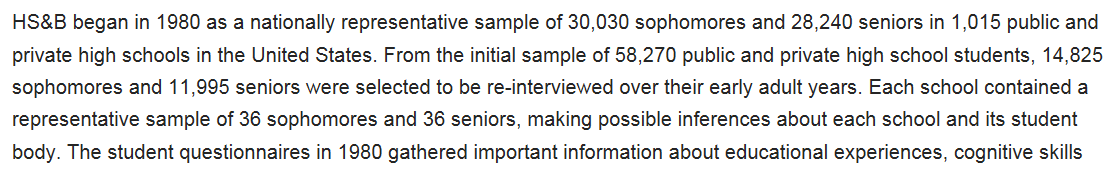 HS&B began in 1980 as a nationally representative sample of 30,030 sophomores and 28,240 seniors in 1,015 public and
private high schools in the United States. From the initial sample of 58,270 public and private high school students, 14,825
sophomores and 11,995 seniors were selected to be re-interviewed over their early adult years. Each school contained a
representative sample of 36 sophomores and 36 seniors, making possible inferences about each school and its student
body. The student questionnaires in 1980 gathered important information about educational experiences, cognitive skills